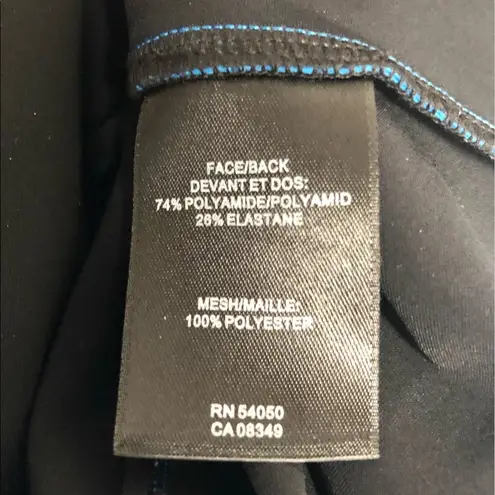 FACE/BACK
DEVANT ET DOS:
74% POLYAMIDE/POLYAMID
26% ELASTANE
MESH/MAILLE:
100% POLYESTER
RN 54050
CA 08349